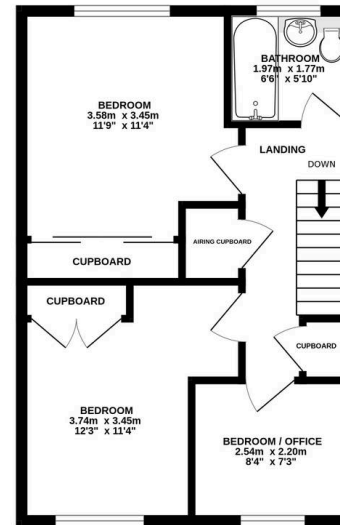 BATHROOM
1.97m x 1.77m
6'6" x 5'10"
BEDROOM
3.58m x 3.45m
11'9" x 11'4"
LANDING
DOWN
AIRING CUPBOARD
CUPBOARD
CUPBOARD
CUPBOARD
BEDROOM
3.74m x 3.45m
12'3" x 11'4"
BEDROOM / OFFICE
2.54m x 2.20m
8'4" x 7'3"